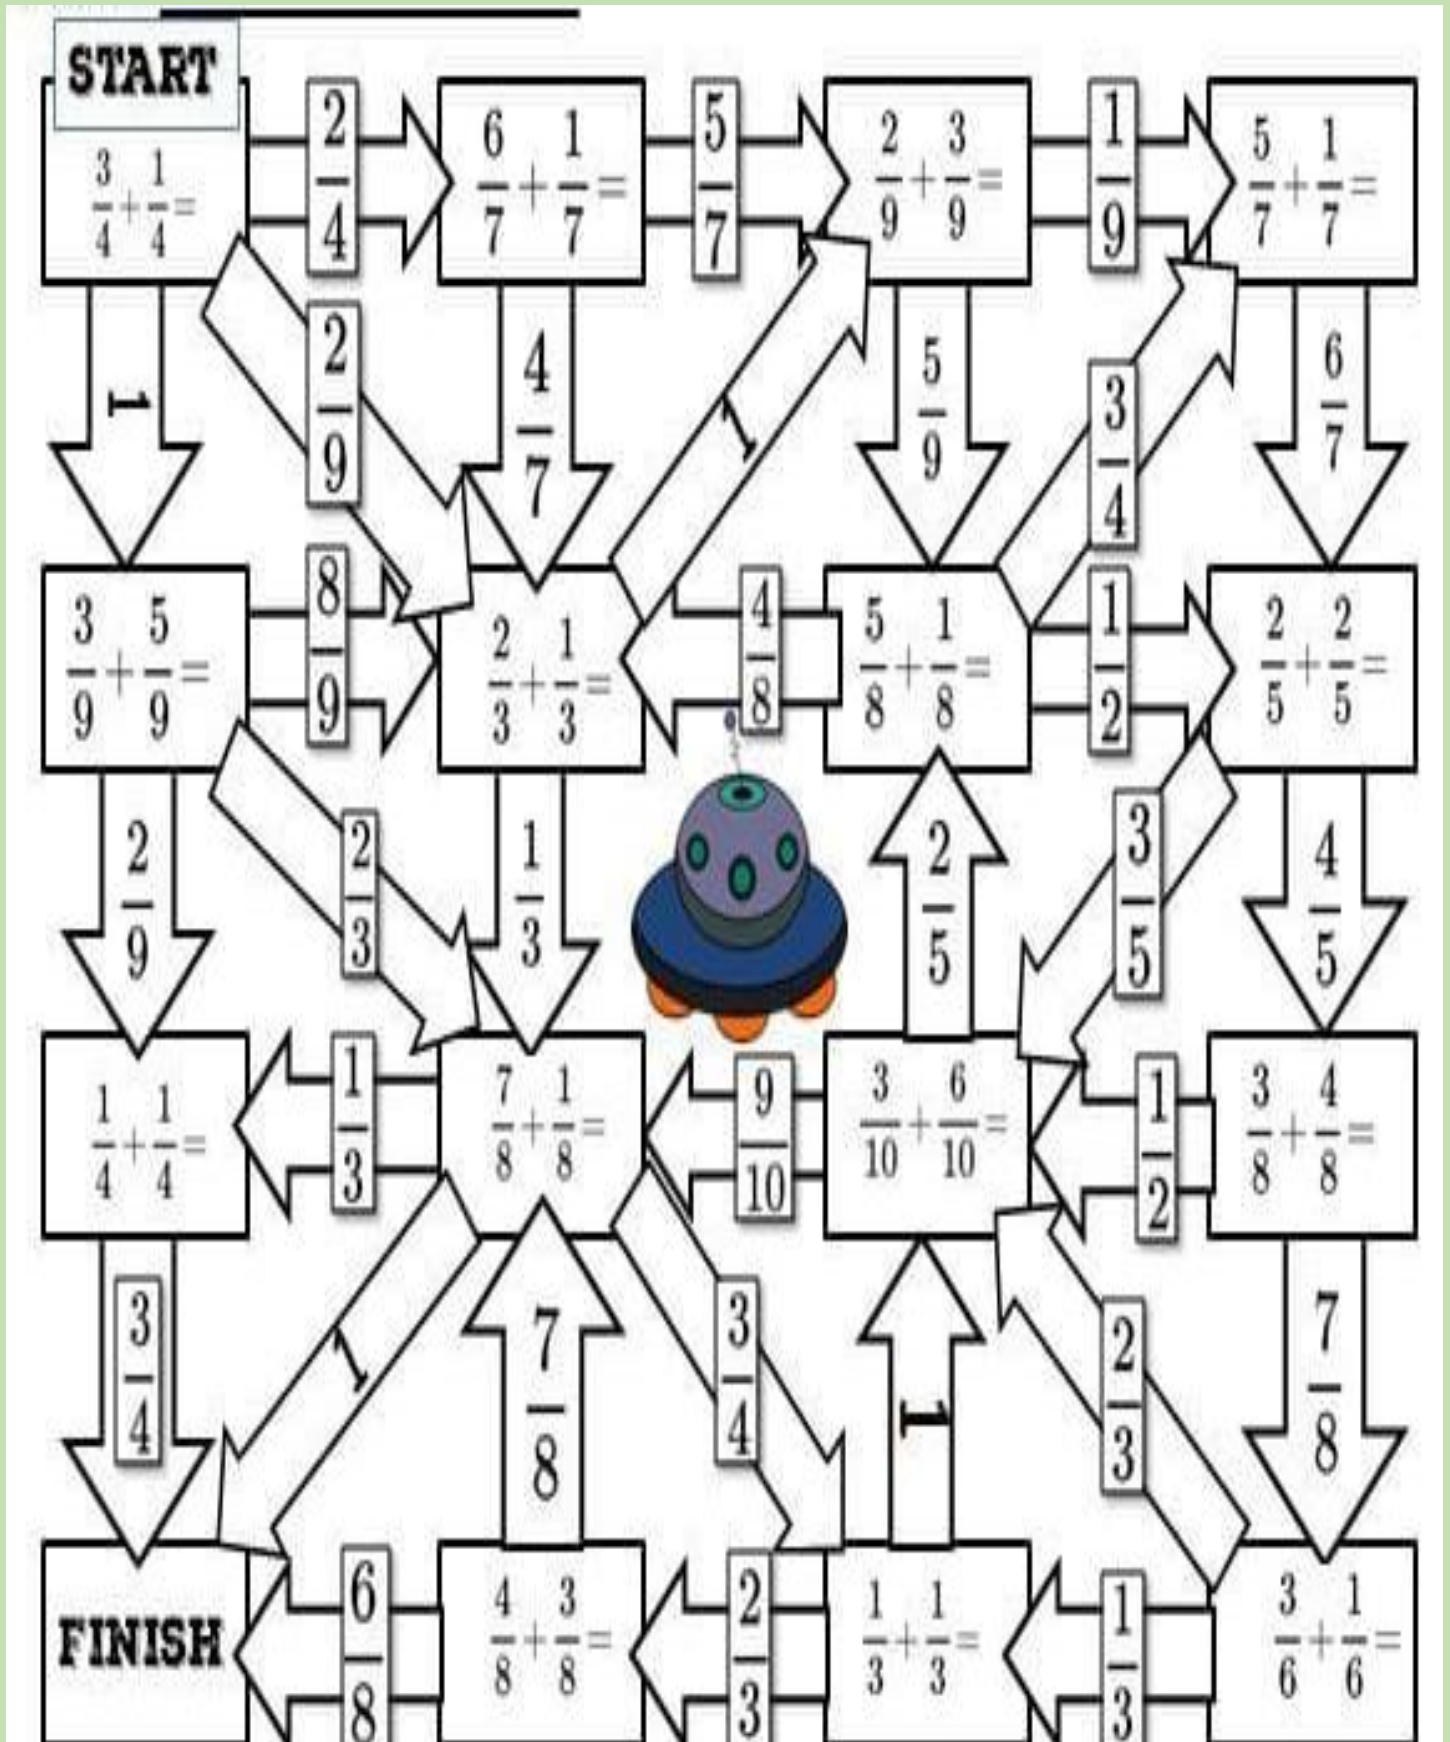 START
3/4 + 1/4 =
2/4
6/7 + 1/7 =
5/7
2/9 + 3/9 =
1/9
5/7 + 1/7 =
1
2/9
4/7
1
5/9
3/4
6/7
3/9 + 5/9 =
8/9
2/3 + 1/3 =
4/8
5/8 + 1/8 =
1/2
2/5 + 2/5 =
2/9
2/3
1/3
2/5
3/5
4/5
1/4 + 1/4 =
1/3
7/8 + 1/8 =
9/10
3/10 + 6/10 =
1/2
3/8 + 4/8 =
3/4
1
7/8
3/4
1
2/3
7/8
FINISH
6/8
4/8 + 3/8 =
2/3
1/3 + 1/3 =
1/3
3/6 + 1/6 =